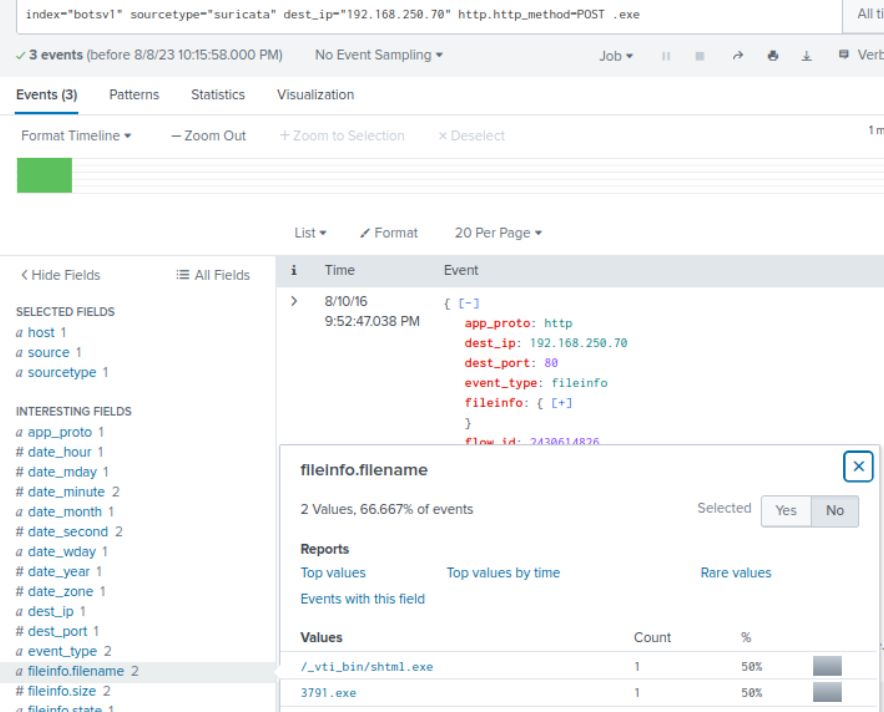 index="botsv1" sourcetype="suricata" dest_ip="192.168.250.70" http.http_method=POST .exe
All ti
✓ 3 events (before 8/8/23 10:15:58.000 PM) No Event Sampling ▾ Job ▾ Verb
Events (3) Patterns Statistics Visualization
Format Timeline ▾ — Zoom Out + Zoom to Selection × Deselect 1 m
List ▾ Format 20 Per Page ▾
< Hide Fields All Fields i Time Event
SELECTED FIELDS
a host 1
a source 1
a sourcetype 1
INTERESTING FIELDS
a app_proto 1
# date_hour 1
# date_mday 1
# date_minute 2
a date_month 1
# date_second 2
a date_wday 1
# date_year 1
# date_zone 1
a dest_ip 1
# dest_port 1
a event_type 2
a fileinfo.filename 2
# fileinfo.size 2
a fileinfo.state 1
> 8/10/16
9:52:47.038 PM
{ [-]
app_proto: http
dest_ip: 192.168.250.70
dest_port: 80
event_type: fileinfo
fileinfo: { [+]
}
flow_id: 2430614826
fileinfo.filename ×
2 Values, 66.667% of events Selected Yes No
Reports
Top values Top values by time Rare values
Events with this field
Values Count %
/_vti_bin/shtml.exe 1 50%
3791.exe 1 50%